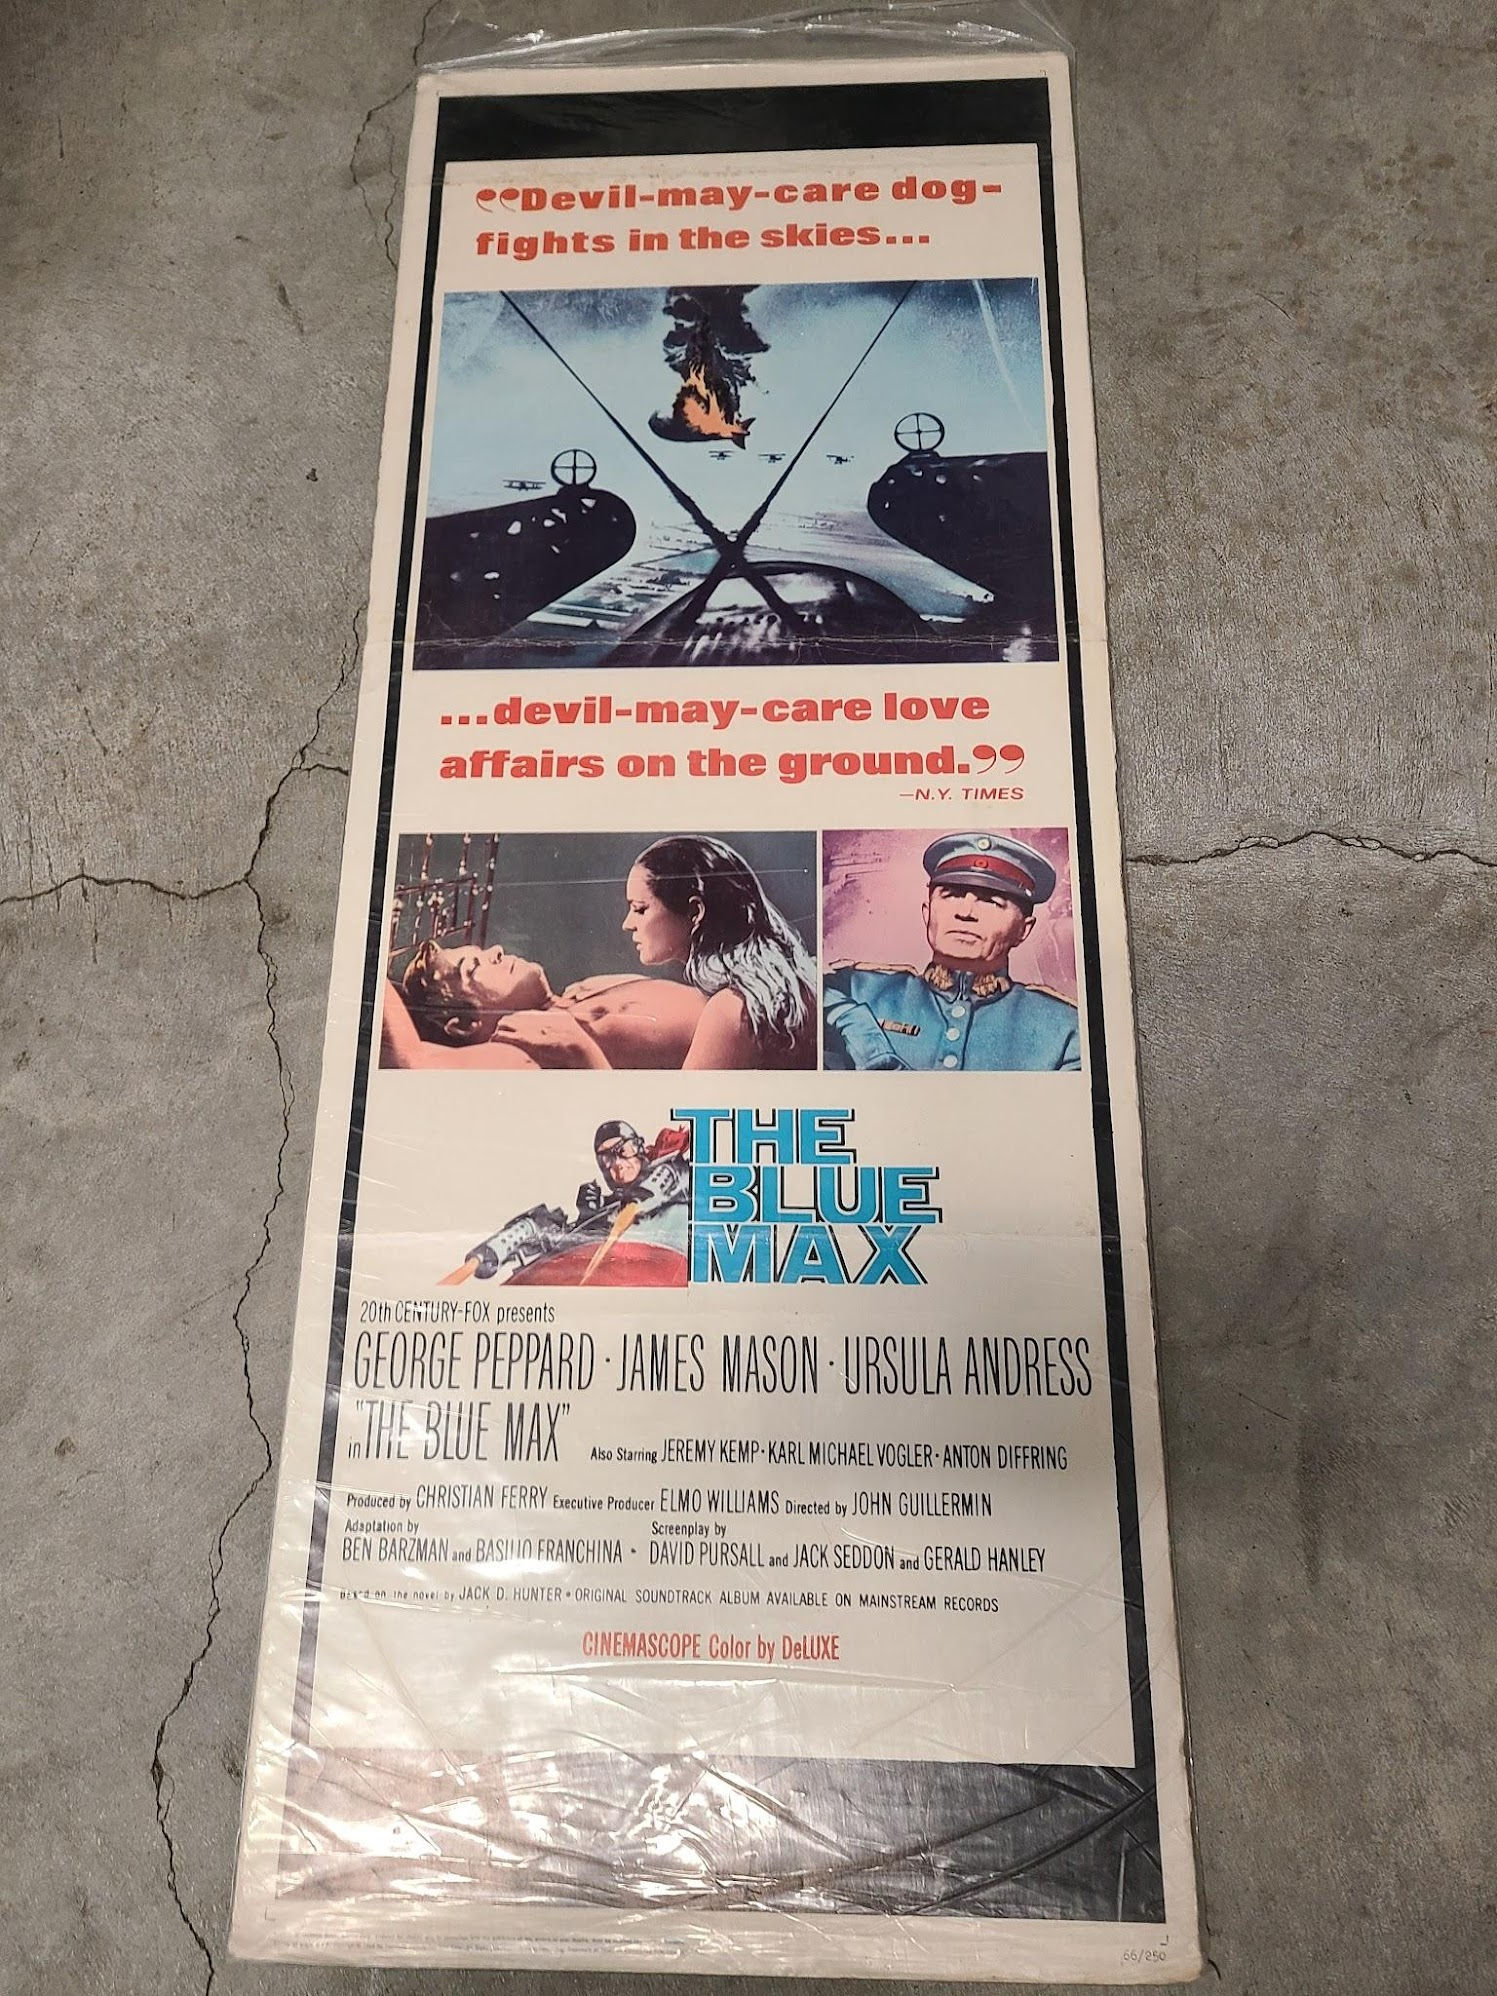 “Devil-may-care dog-
fights in the skies...
...devil-may-care love
affairs on the ground.”
—N.Y. TIMES
THE
BLUE
MAX
20th CENTURY-FOX presents
GEORGE PEPPARD · JAMES MASON · URSULA ANDRESS
in "THE BLUE MAX" Also Starring JEREMY KEMP · KARL MICHAEL VOGLER · ANTON DIFFRING
Produced by CHRISTIAN FERRY Executive Producer ELMO WILLIAMS Directed by JOHN GUILLERMIN
Adaptation by Screenplay by
BEN BARZMAN and BASILIO FRANCHINA · DAVID PURSALL and JACK SEDDON and GERALD HANLEY
Based on the novel by JACK D. HUNTER • ORIGINAL SOUNDTRACK ALBUM AVAILABLE ON MAINSTREAM RECORDS
CINEMASCOPE Color by DeLUXE
66/250